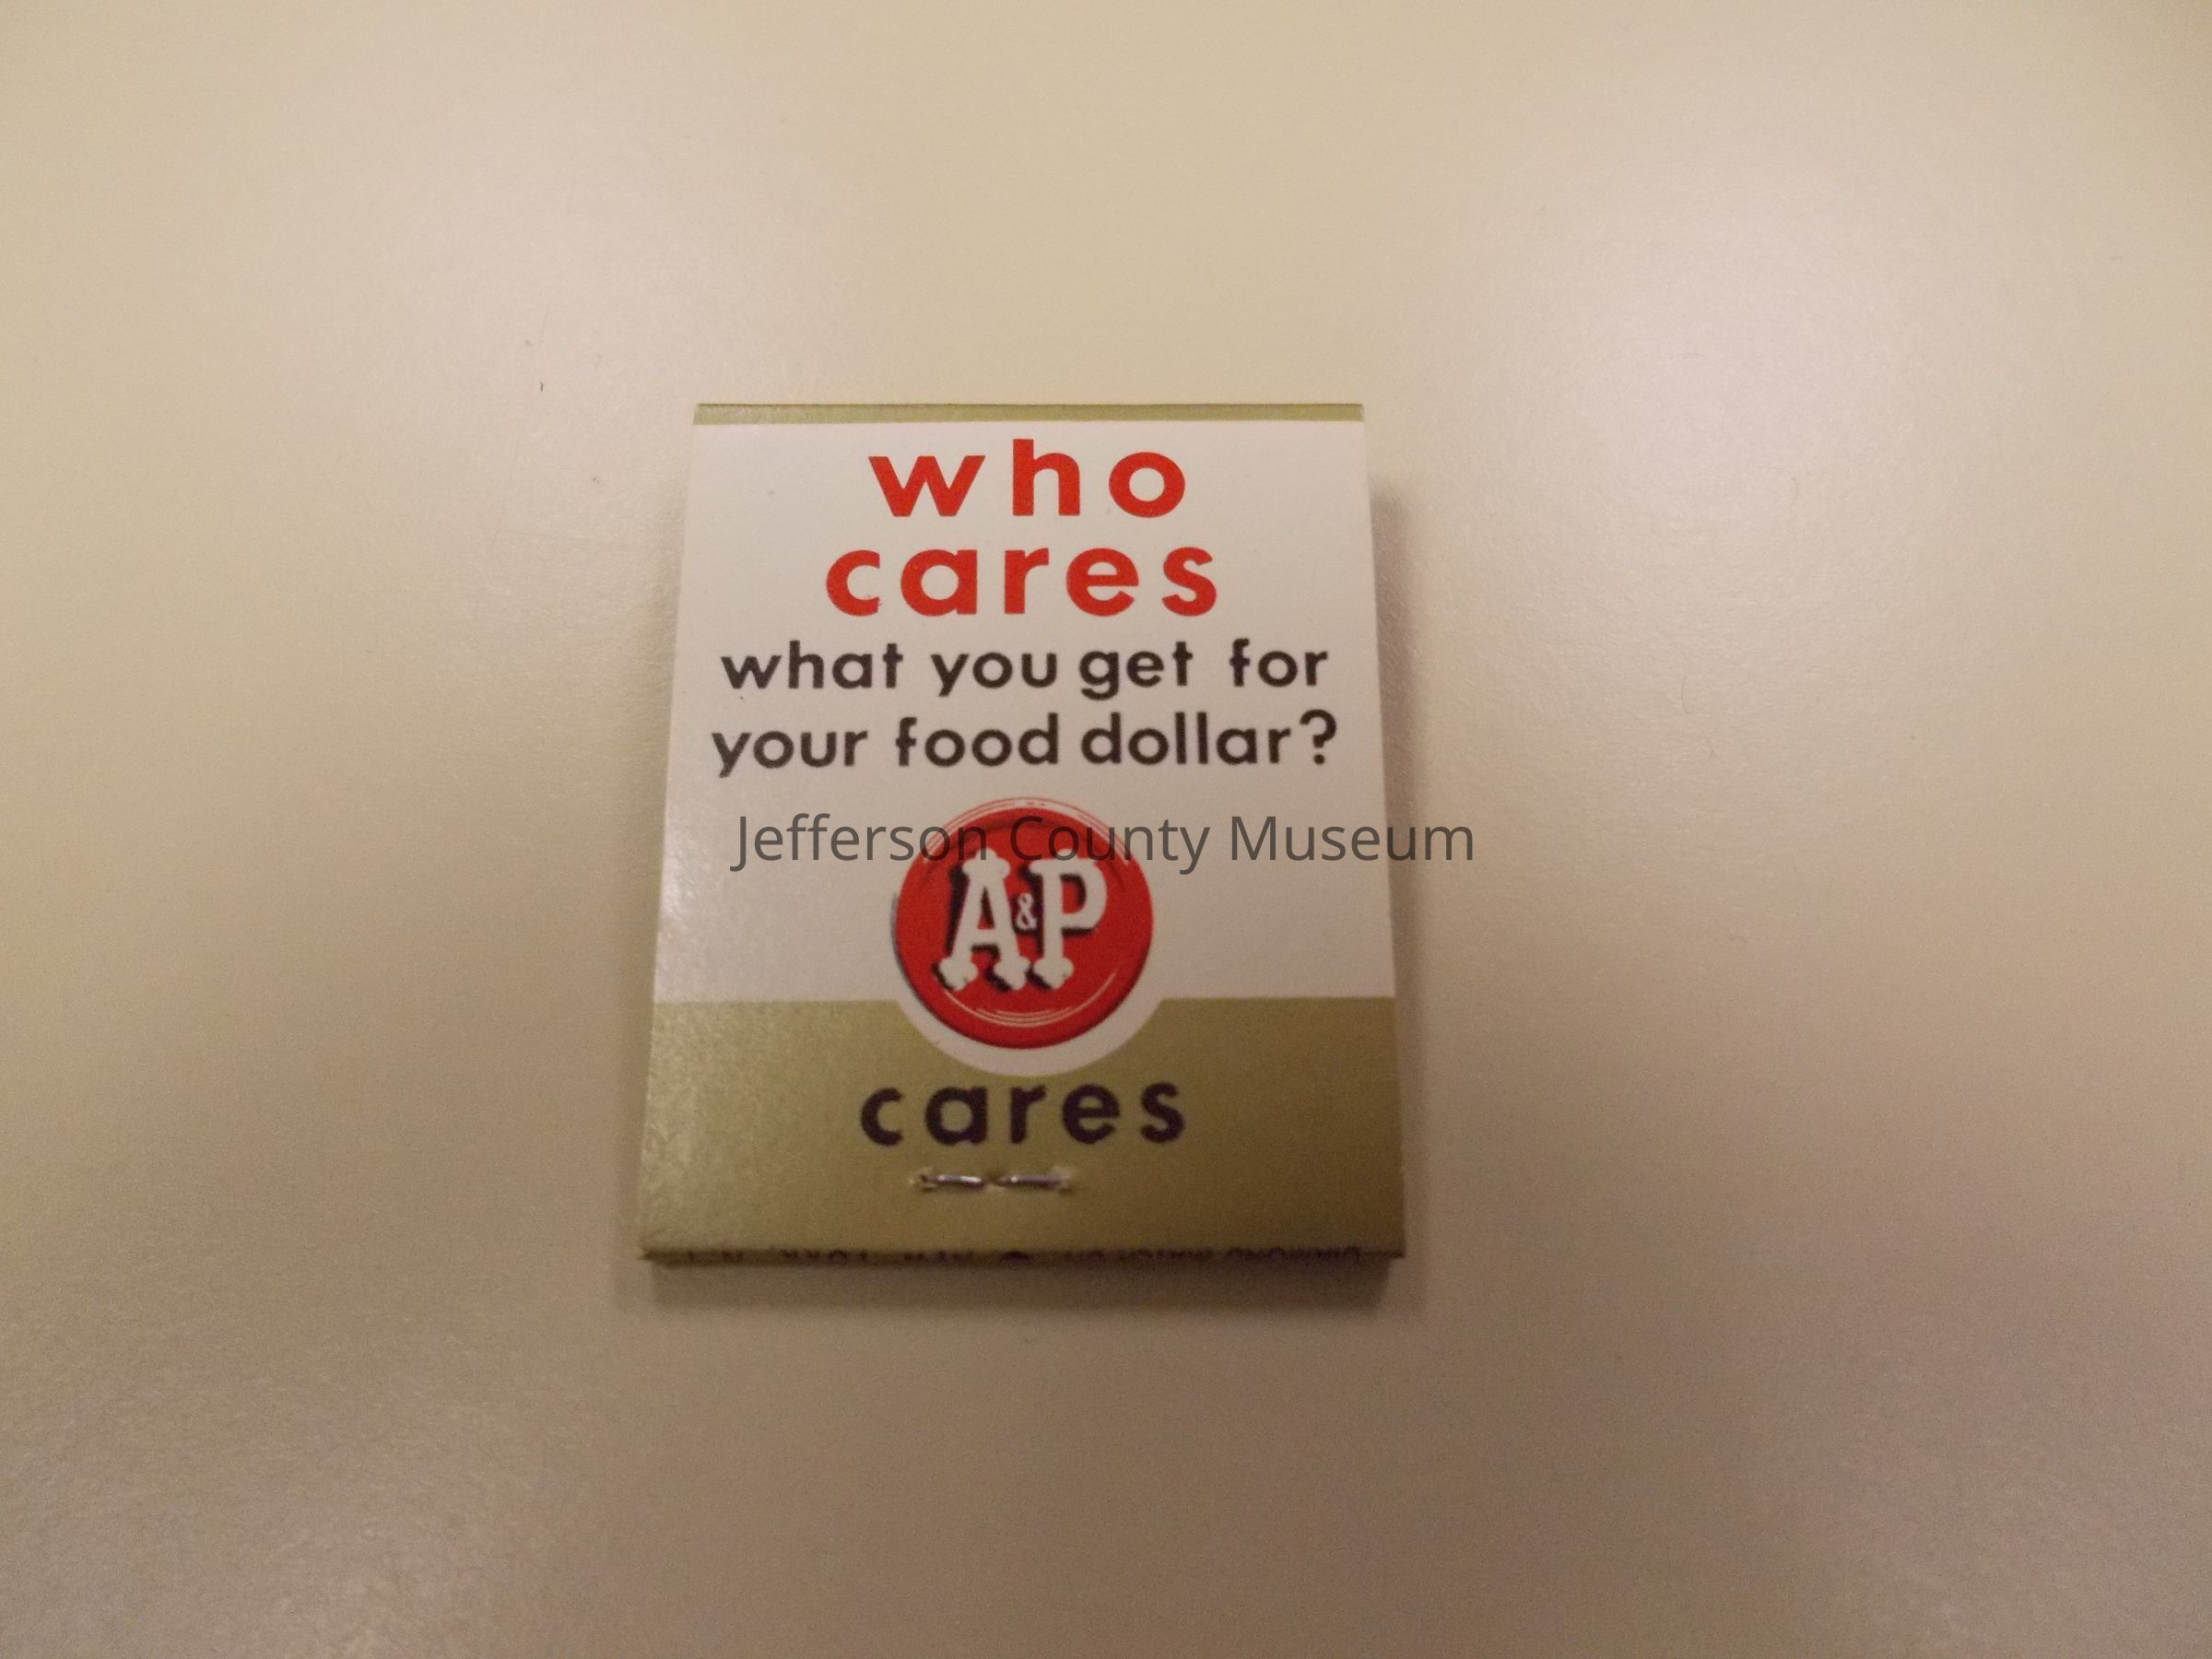 who
cares
what you get for
your food dollar?
Jefferson County Museum
A&P
cares